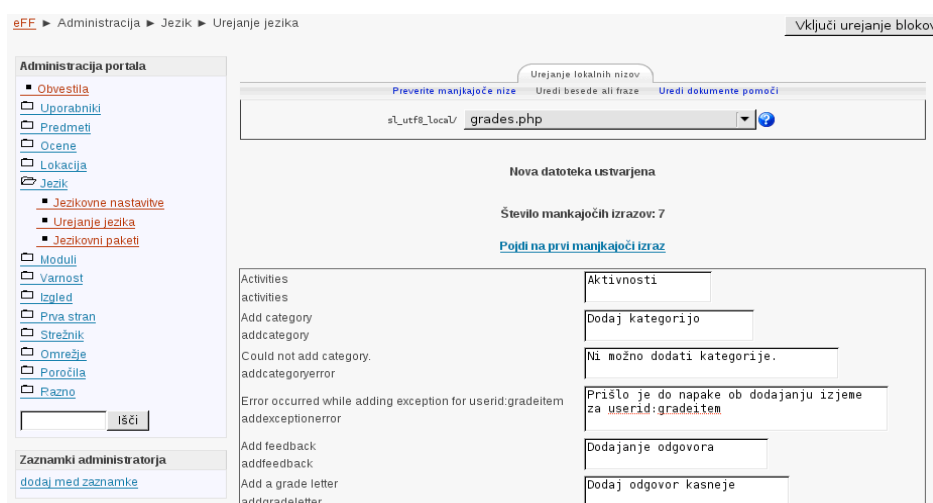 eFF ► Administracija ► Jezik ► Urejanje jezika
Vključi urejanje blokov
Administracija portala
Obvestila
Uporabniki
Predmeti
Ocene
Lokacija
Jezik
Jezikovne nastavitve
Urejanje jezika
Jezikovni paketi
Moduli
Varnost
Izgled
Prva stran
Strežnik
Omrežje
Poročila
Razno
Išči
Zaznamki administratorja
dodaj med zaznamke
Urejanje lokalnih nizov
Preverite manjkajoče nize Uredi besede ali fraze Uredi dokumente pomoči
sl_utf8_local/ grades.php
Nova datoteka ustvarjena
Število mankajočih izrazov: 7
Pojdi na prvi manjkajoči izraz
Activities
activities
Aktivnosti
Add category
addcategory
Dodaj kategorijo
Could not add category.
addcategoryerror
Ni možno dodati kategorije.
Error occurred while adding exception for userid:gradeitem
addexceptionerror
Prišlo je do napake ob dodajanju izjeme
za userid:gradeitem
Add feedback
addfeedback
Dodajanje odgovora
Add a grade letter
addgradeletter
Dodaj odgovor kasneje